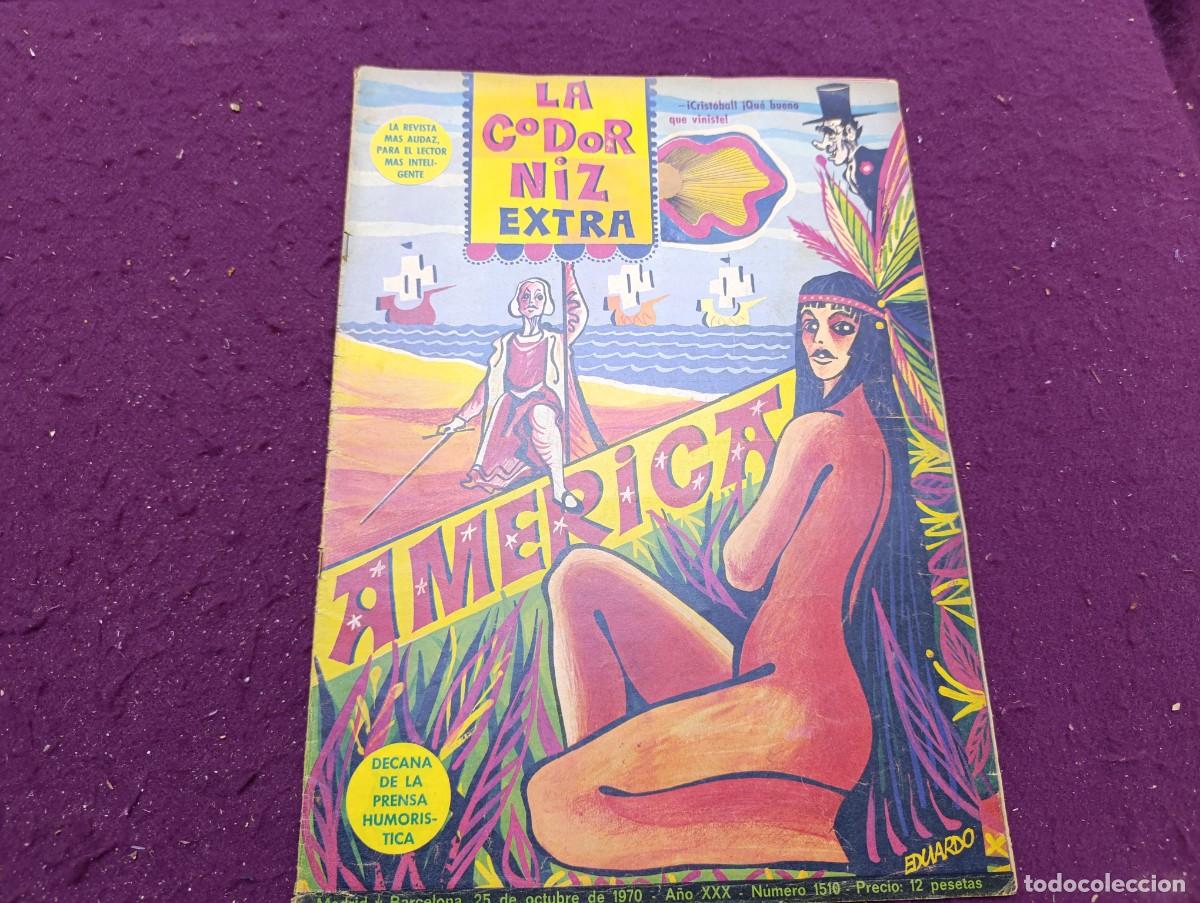 LA
CODOR
NIZ
EXTRA
LA REVISTA
MAS AUDAZ,
PARA EL LECTOR
MAS INTELI-
GENTE
—¡Cristóbal! ¡Qué bueno
que viniste!
AMERICA
DECANA
DE LA
PRENSA
HUMORIS-
TICA
EDUARDO
Madrid - Barcelona, 25 de octubre de 1970 - Año XXX - Número 1510 - Precio: 12 pesetas
todocoleccion